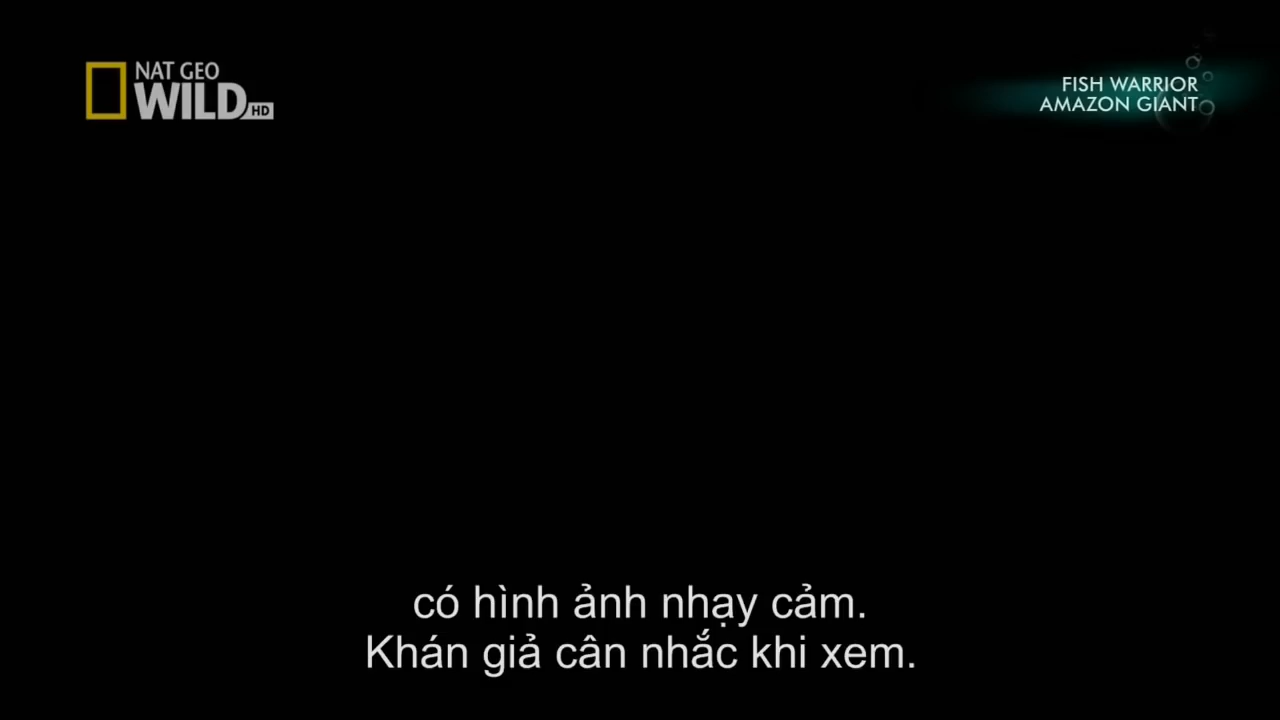 NAT GEO
WILD HD
FISH WARRIOR
AMAZON GIANT
có hình ảnh nhạy cảm.
Khán giả cân nhắc khi xem.